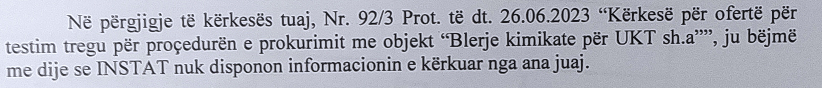 Në përgjigje të kërkesës tuaj, Nr. 92/3 Prot. të dt. 26.06.2023 “Kërkesë për ofertë për
testim tregu për proçedurën e prokurimit me objekt “Blerje kimikate për UKT sh.a””, ju bëjmë
me dije se INSTAT nuk disponon informacionin e kërkuar nga ana juaj.